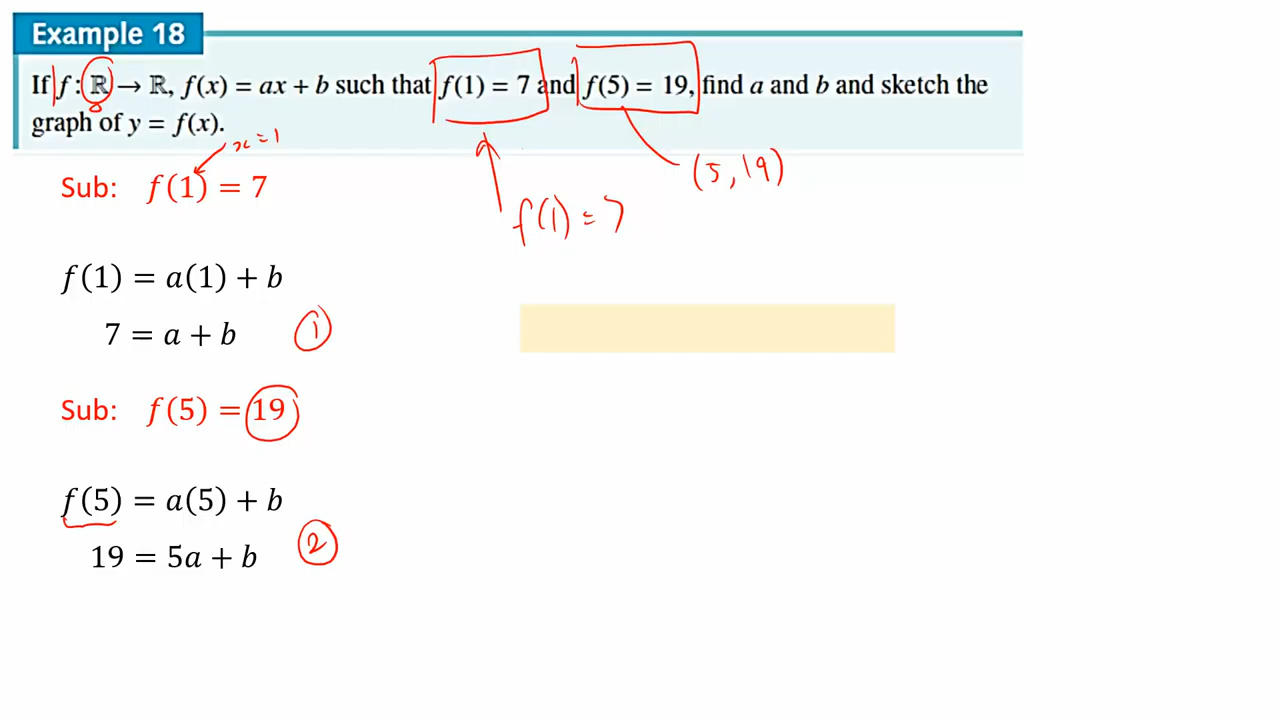 Example 18
If f : ℝ → ℝ, f(x) = ax + b such that f(1) = 7 and f(5) = 19, find a and b and sketch the
graph of y = f(x).
x = 1
Sub: f(1) = 7
(5, 19)
f(1) = 7
f(1) = a(1) + b
7 = a + b ①
Sub: f(5) = 19
f(5) = a(5) + b
19 = 5a + b ②